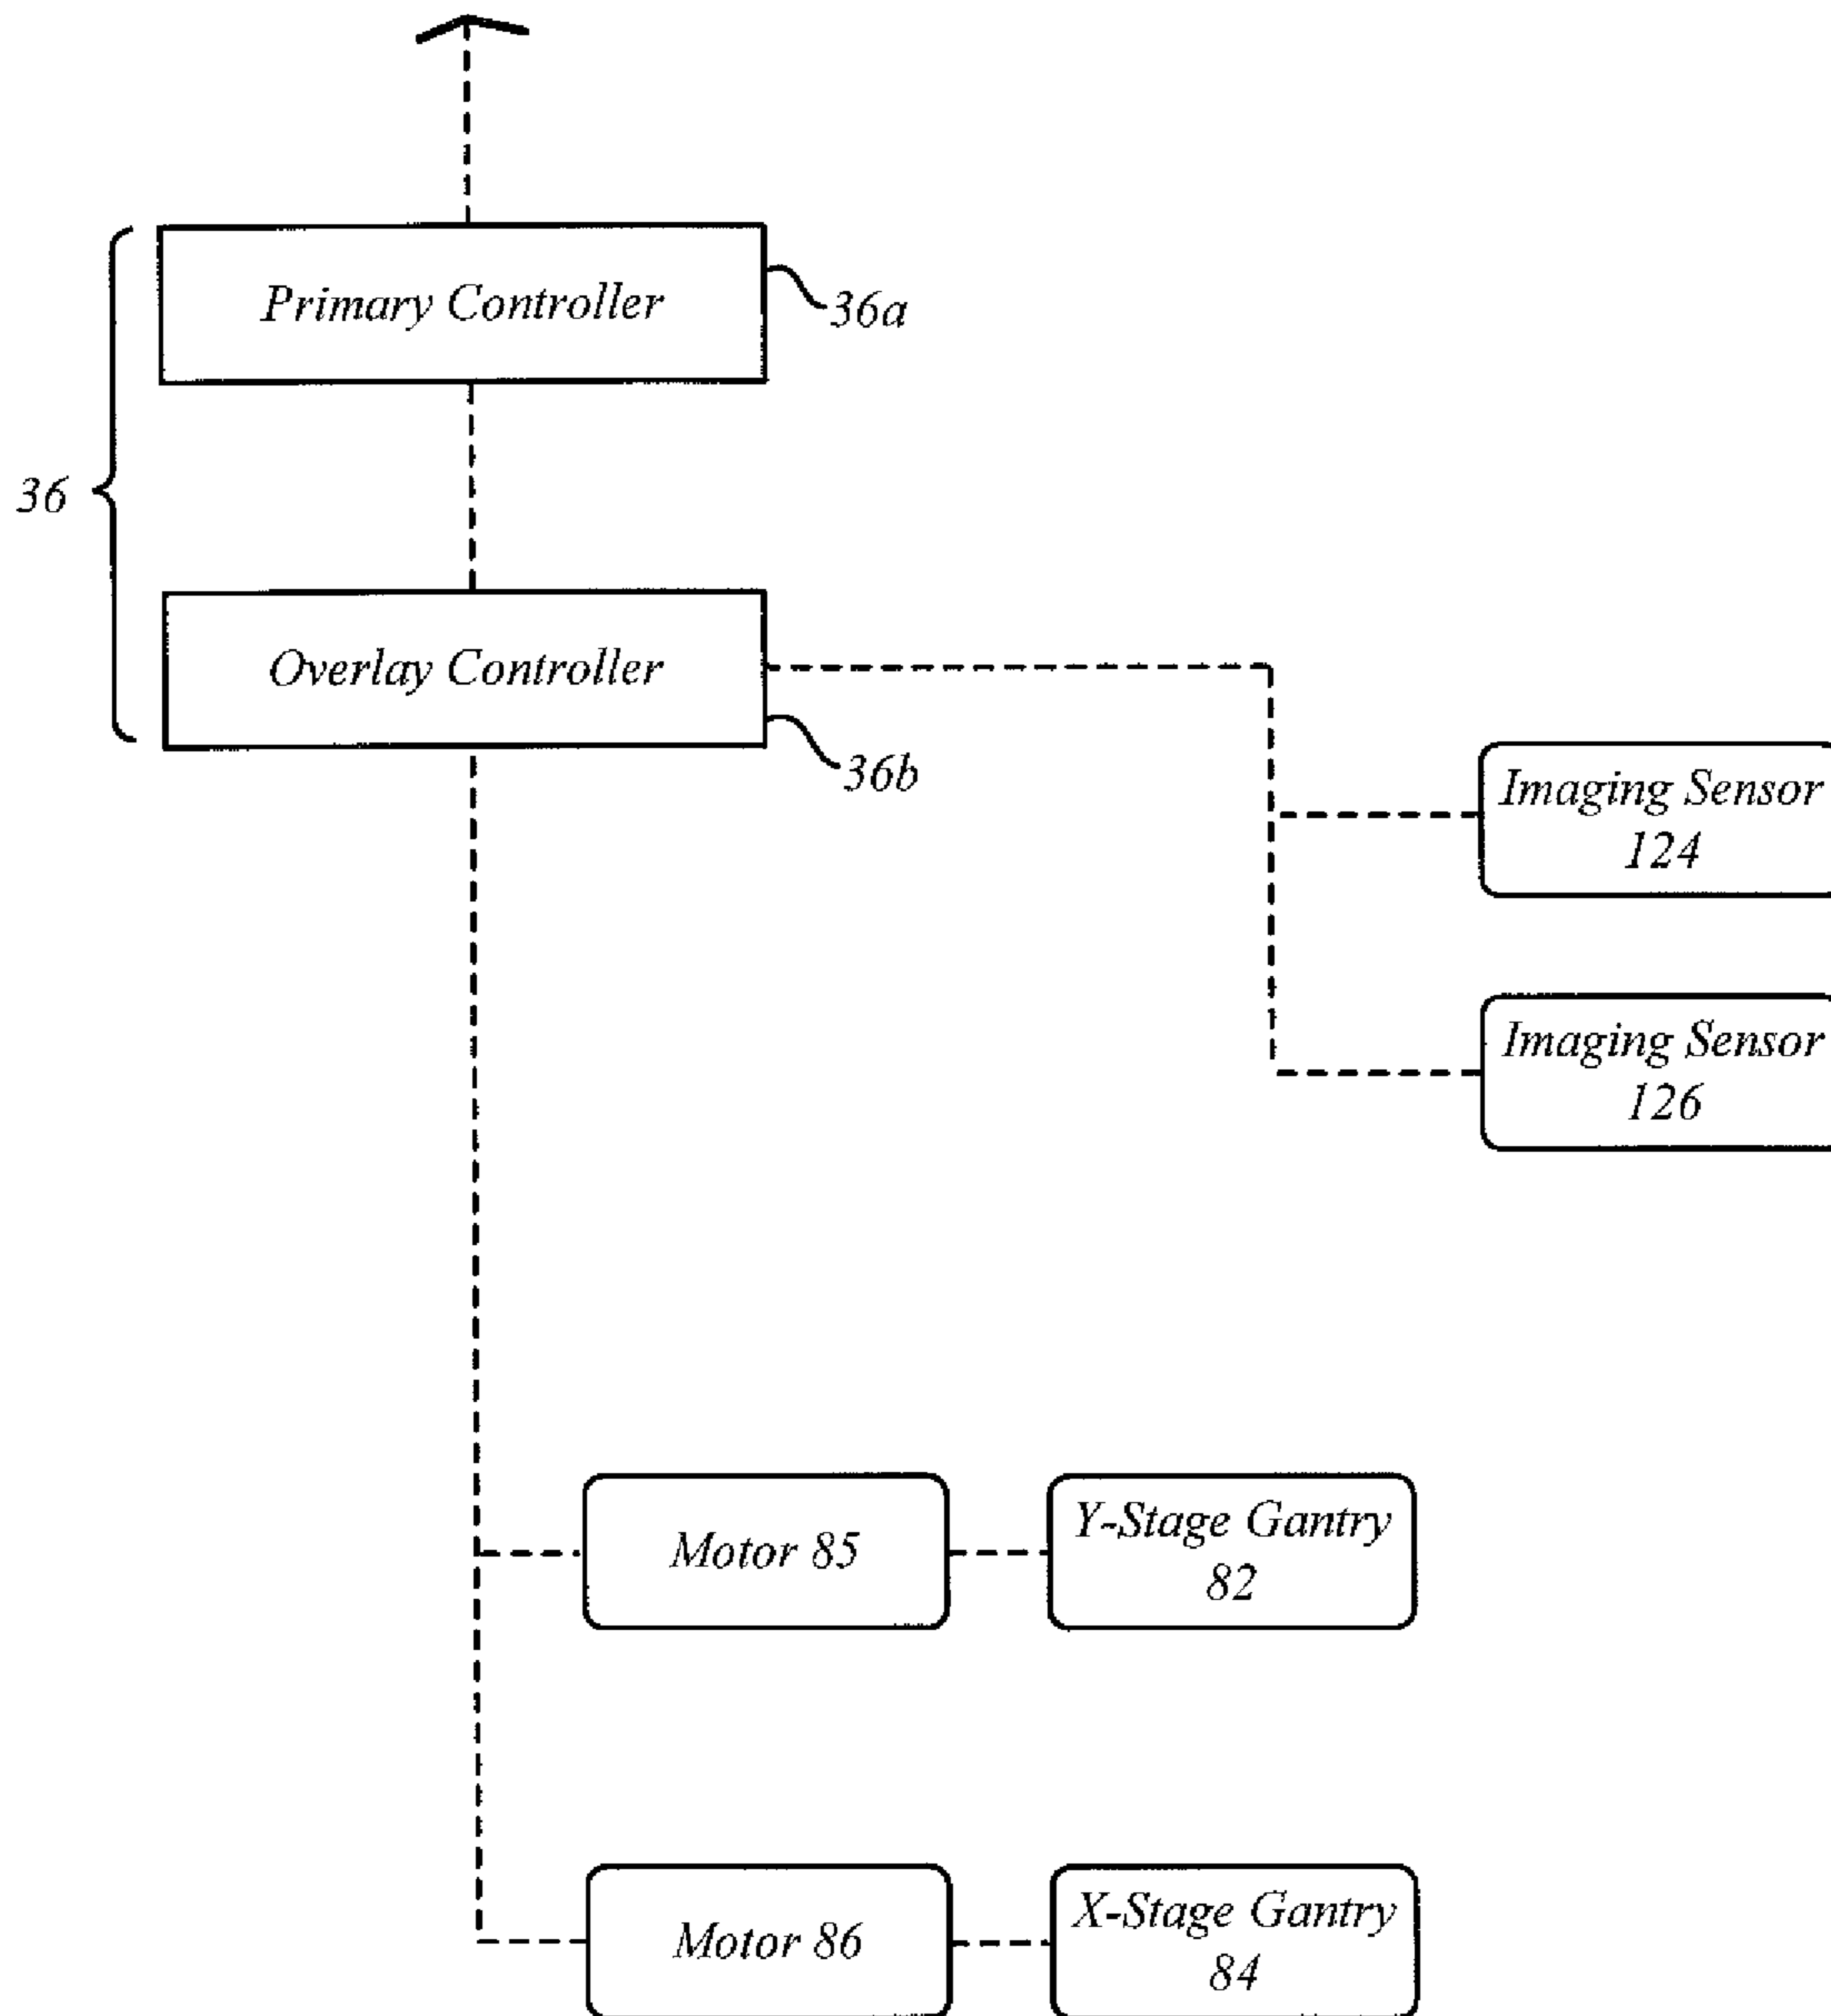 Primary Controller
36a
36
Overlay Controller
36b
Imaging Sensor
124
Imaging Sensor
126
Motor 85
Y-Stage Gantry
82
Motor 86
X-Stage Gantry
84